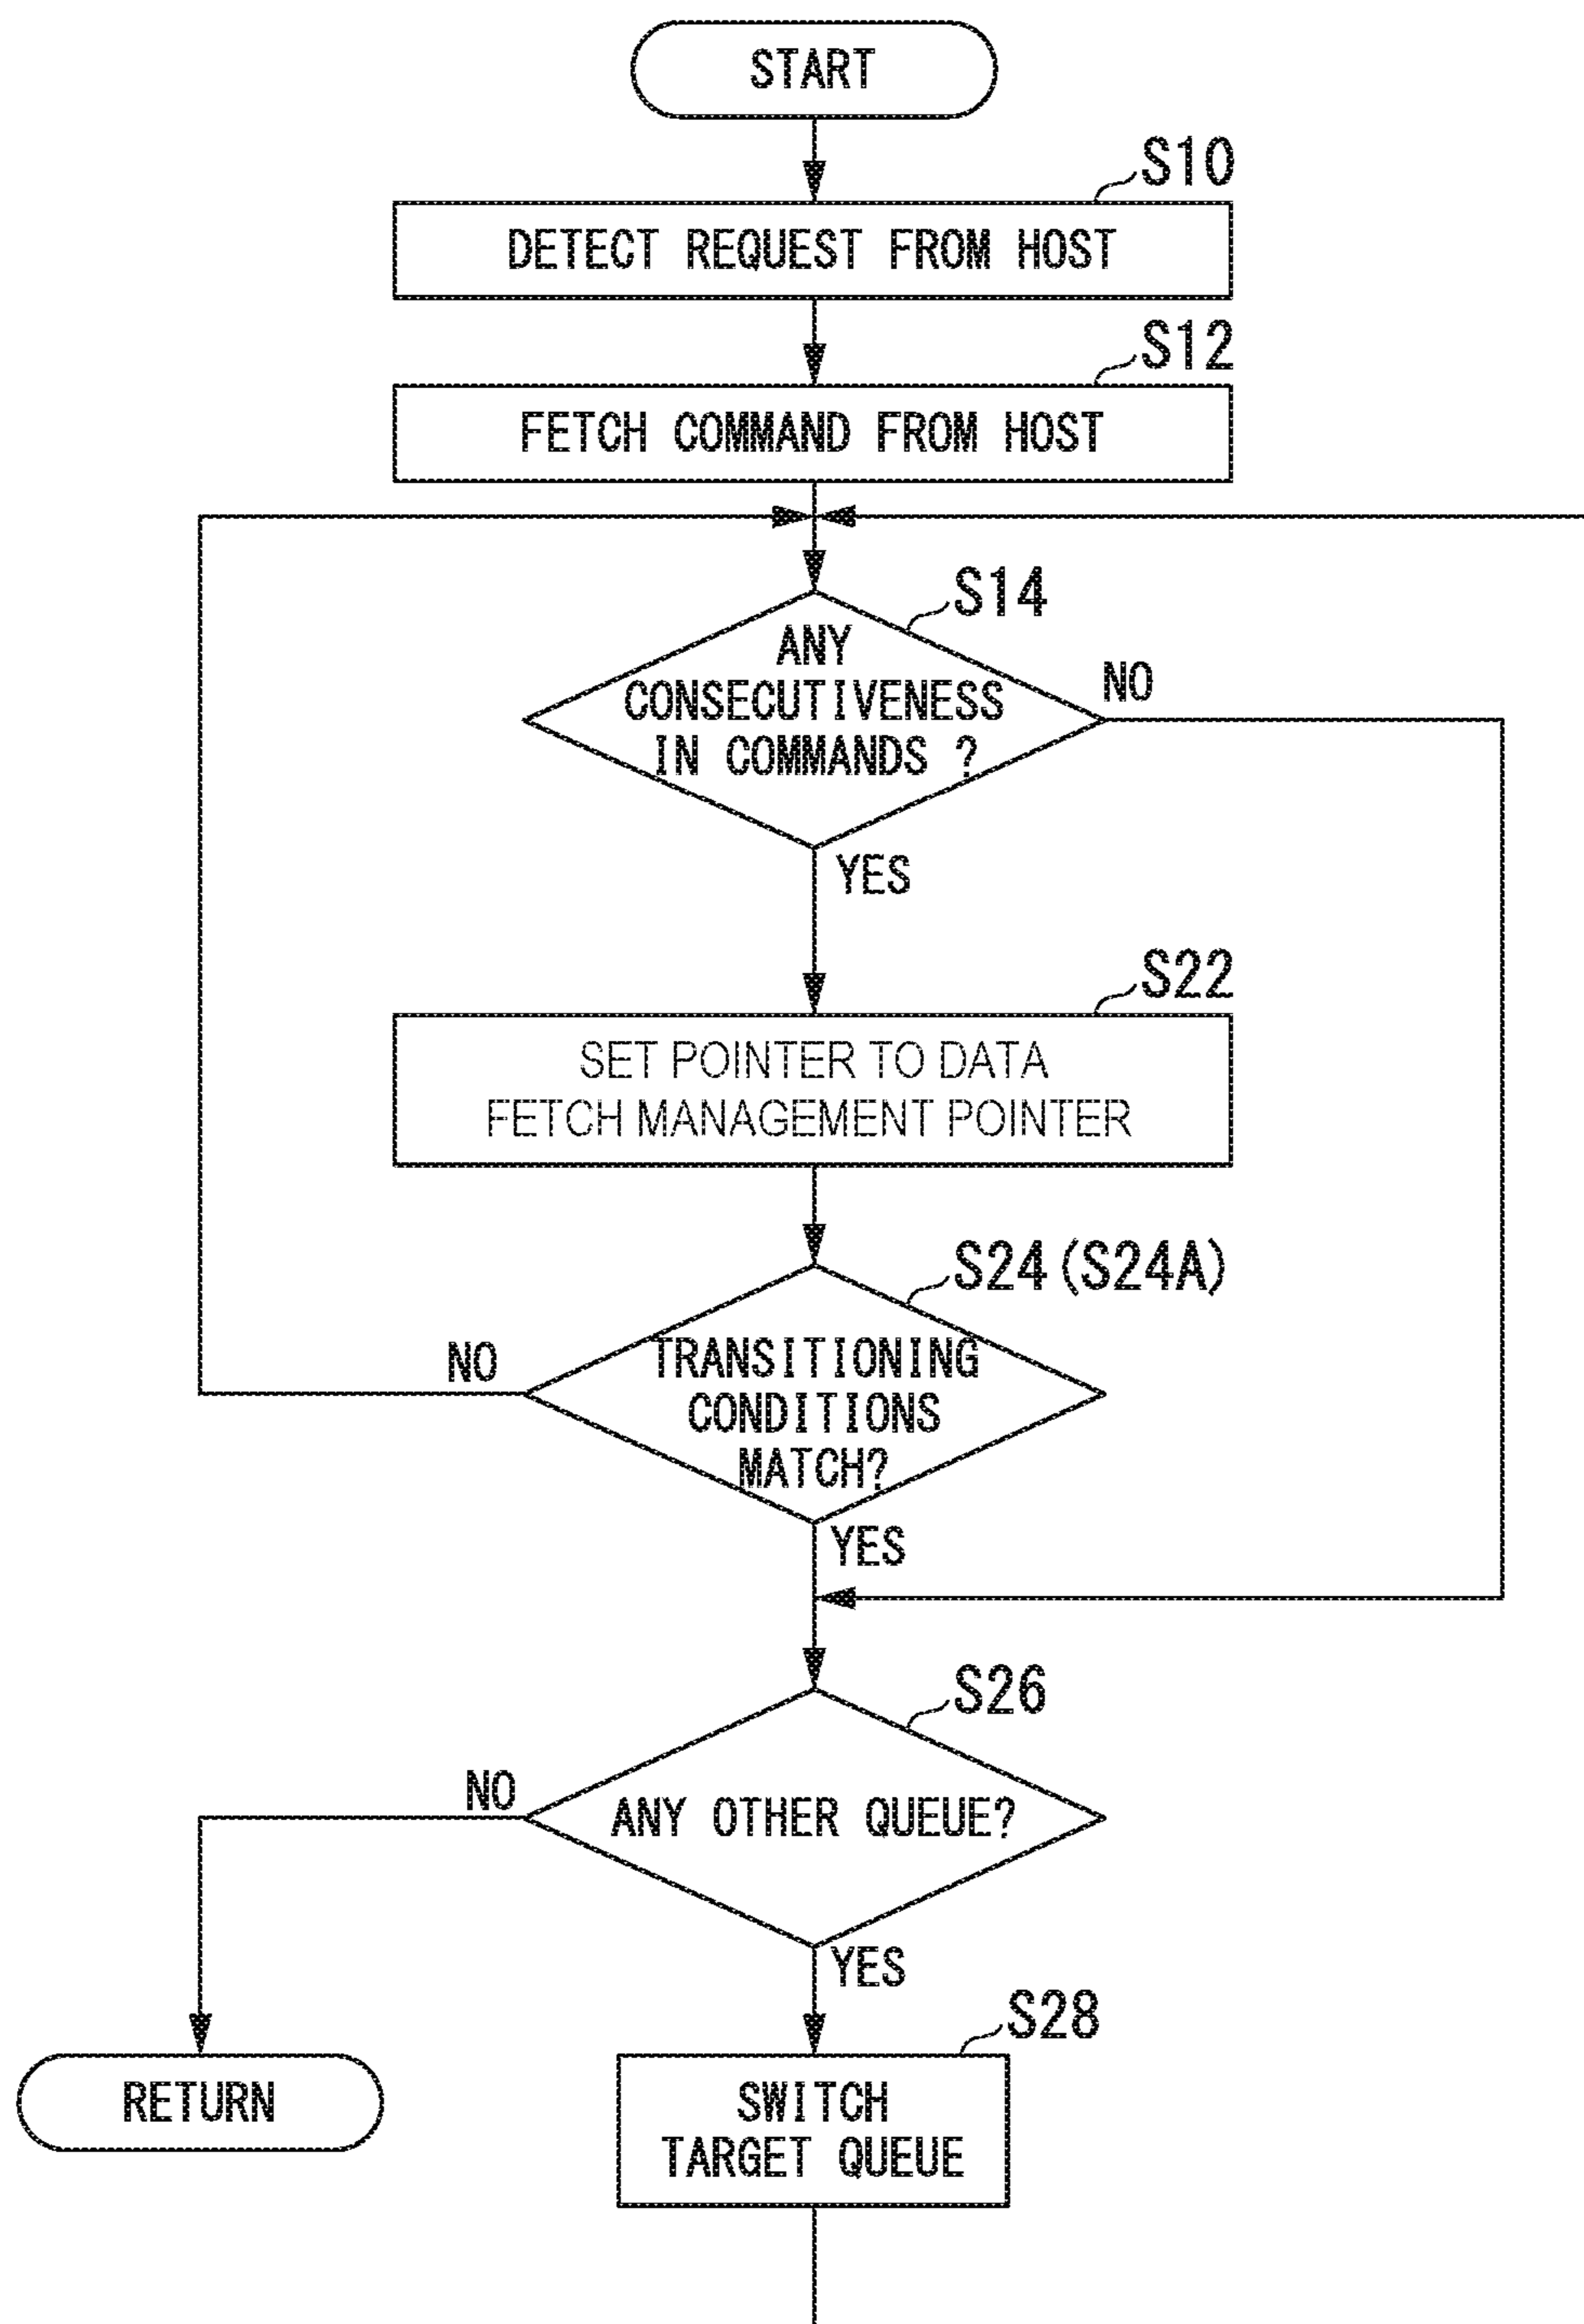 START
S10
DETECT REQUEST FROM HOST
S12
FETCH COMMAND FROM HOST
S14
ANY
CONSECUTIVENESS
IN COMMANDS ?
NO
YES
S22
SET POINTER TO DATA
FETCH MANAGEMENT POINTER
S24(S24A)
TRANSITIONING
CONDITIONS
MATCH?
NO
YES
S26
ANY OTHER QUEUE?
NO
YES
S28
RETURN
SWITCH
TARGET QUEUE